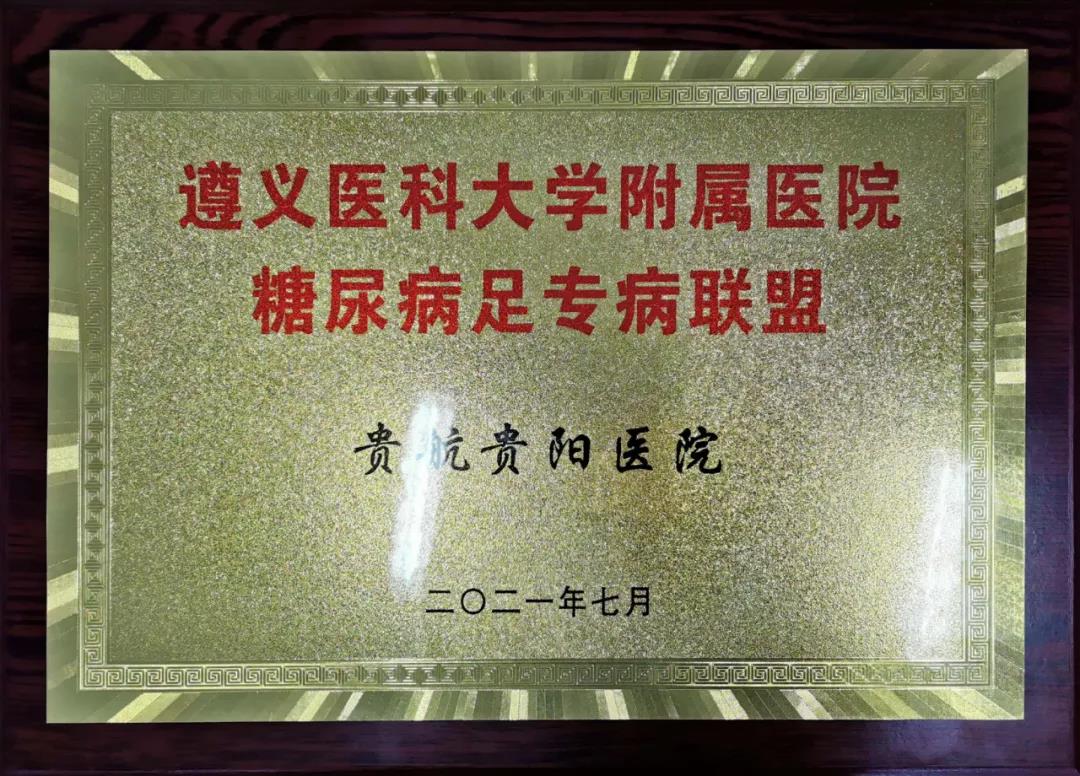 遵义医科大学附属医院
糖尿病足专病联盟
贵航贵阳医院
二〇二一年七月